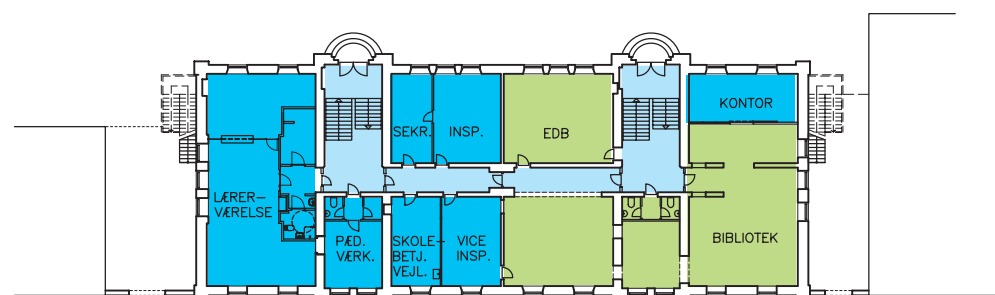 KONTOR
SEKR.
INSP.
EDB
LÆRER-
VÆRELSE
PÆD.
VÆRK.
SKOLE-
BETJ.
VEJL.
VICE
INSP.
BIBLIOTEK